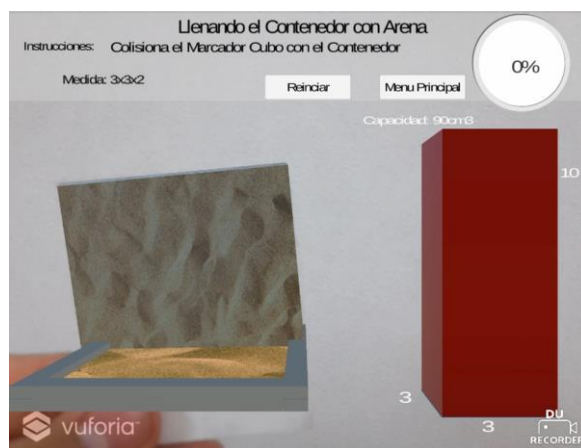 Llenando el Contenedor con Arena
Instrucciones: Colisiona el Marcador Cubo con el Contenedor
0%
Medida: 3x3x2
Reinciar
Menu Principal
Capacidad: 90cm3
10
3
3
vuforia™
DU
RECORDER